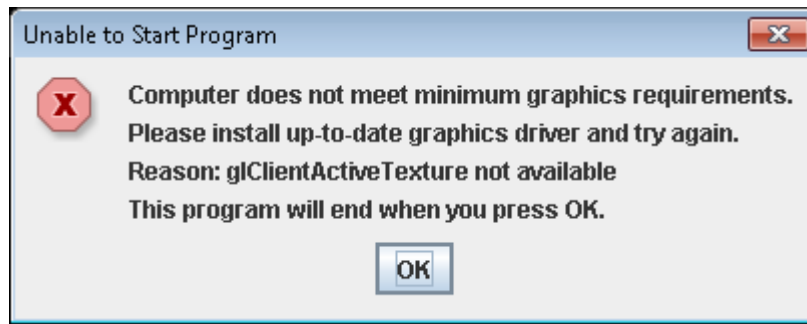 Unable to Start Program
Computer does not meet minimum graphics requirements.
Please install up-to-date graphics driver and try again.
Reason: glClientActiveTexture not available
This program will end when you press OK.
OK